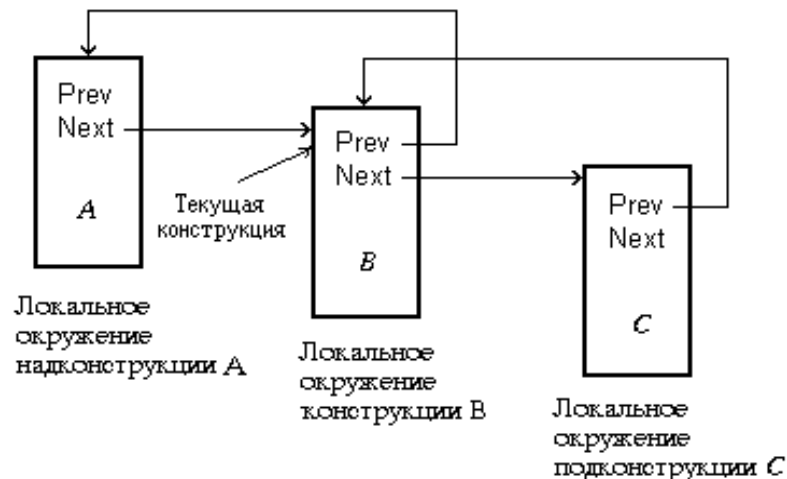 Prev
Next
A
Текущая
конструкция
Prev
Next
B
Prev
Next
C
Локальное
окружение
надконструкции А
Локальное
окружение
конструкции В
Локальное
окружение
подконструкции C